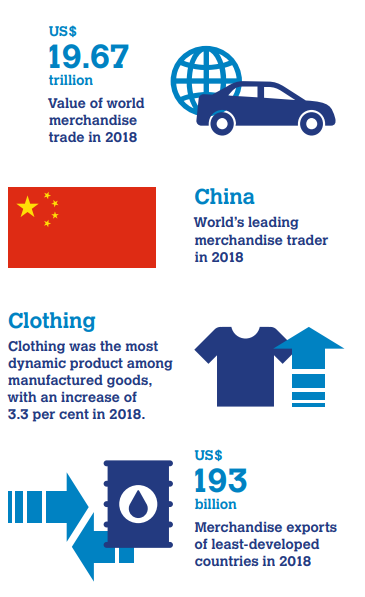 US$
19.67
trillion
Value of world
merchandise
trade in 2018
China
World's leading
merchandise trader
in 2018
Clothing
Clothing was the most
dynamic product among
manufactured goods,
with an increase of
3.3 per cent in 2018.
US$
193
billion
Merchandise exports
of least-developed
countries in 2018